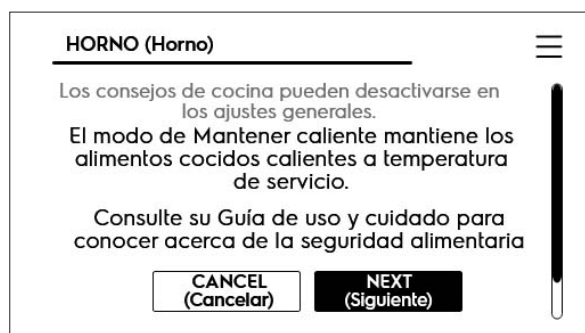 HORNO (Horno)
Los consejos de cocina pueden desactivarse en
los ajustes generales.
El modo de Mantener caliente mantiene los
alimentos cocidos calientes a temperatura
de servicio.
Consulte su Guía de uso y cuidado para
conocer acerca de la seguridad alimentaria
CANCEL
(Cancelar)
NEXT
(Siguiente)